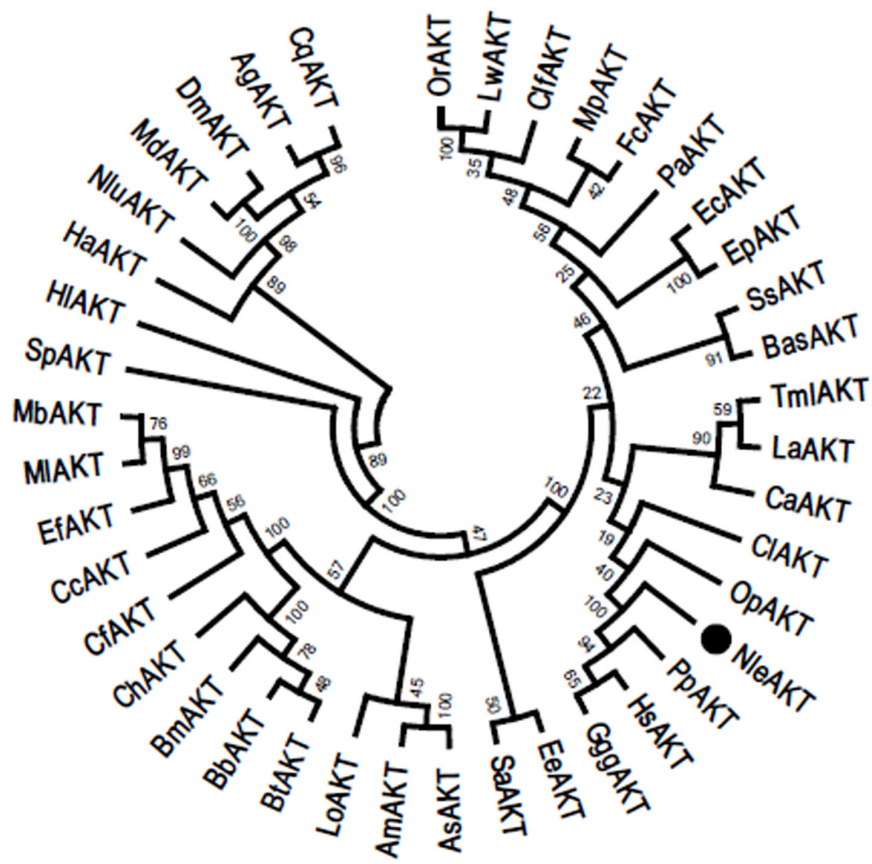 OrAKT
LwAKT
ClfAKT
MpAKT
FcAKT
PaAKT
EcAKT
EpAKT
SsAKT
BasAKT
TmlAKT
LaAKT
CaAKT
ClAKT
OpAKT
NleAKT
PpAKT
HsAKT
GggAKT
EeAKT
SaAKT
AsAKT
AmAKT
LoAKT
BtAKT
BbAKT
BmAKT
ChAKT
CfAKT
CcAKT
EfAKT
MlAKT
MbAKT
SpAKT
HlAKT
HaAKT
NluAKT
MdAKT
DmAKT
AgAKT
CqAKT
100
35
48
42
56
25
100
46
91
22
59
90
23
19
40
100
94
65
100
50
47
100
45
57
48
78
100
100
56
66
99
76
100
89
89
98
100
54
96